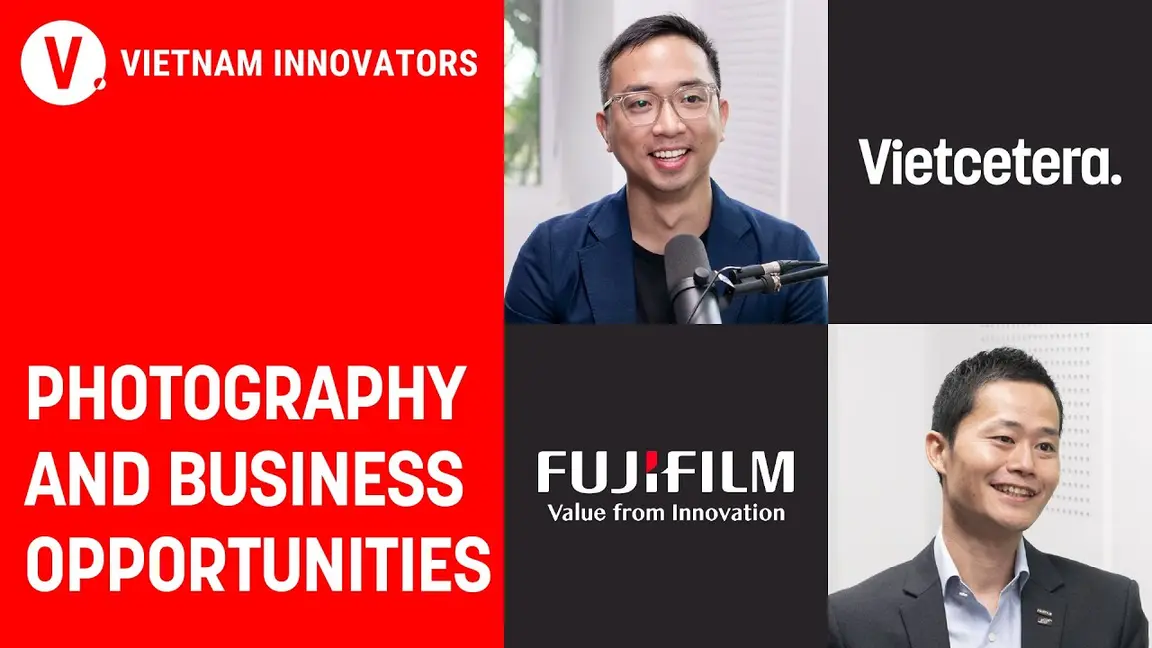 V.
VIETNAM INNOVATORS
PHOTOGRAPHY
AND BUSINESS
OPPORTUNITIES
Vietcetera.
FUJIFILM
Value from Innovation